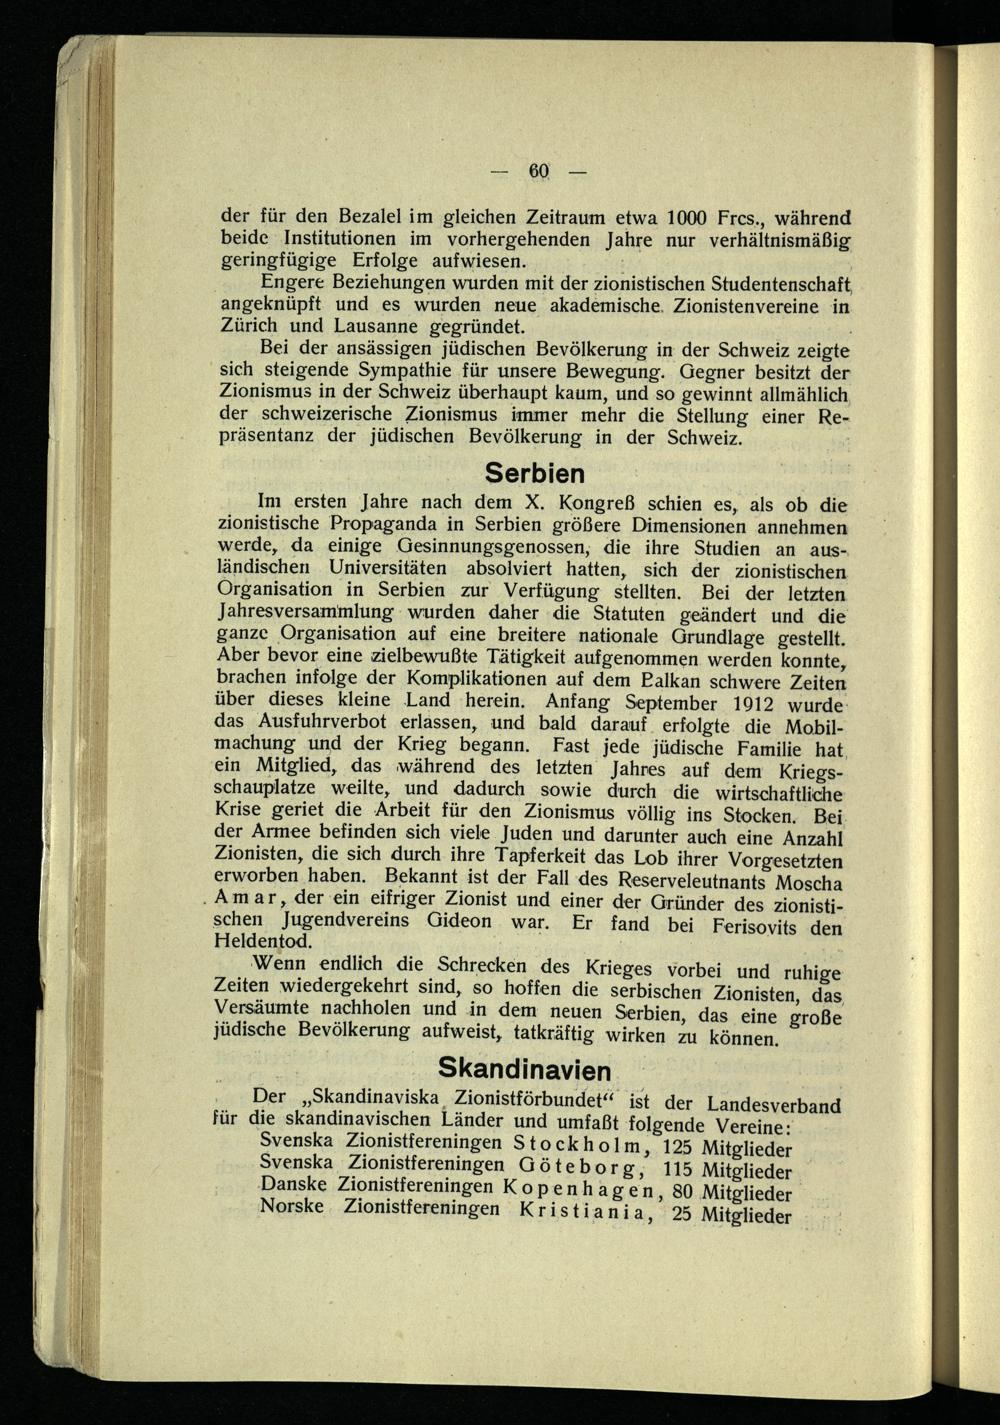 — 60 —
der für den Bezalel im gleichen Zeitraum etwa 1000 Frcs., während
beide Institutionen im vorhergehenden Jahre nur verhältnismäßig
geringfügige Erfolge aufwiesen.
Engere Beziehungen wurden mit der zionistischen Studentenschaft
angeknüpft und es wurden neue akademische Zionistenvereine in
Zürich und Lausanne gegründet.
Bei der ansässigen jüdischen Bevölkerung in der Schweiz zeigte
sich steigende Sympathie für unsere Bewegung. Gegner besitzt der
Zionismus in der Schweiz überhaupt kaum, und so gewinnt allmählich
der schweizerische Zionismus immer mehr die Stellung einer Re-
präsentanz der jüdischen Bevölkerung in der Schweiz.
Serbien
Im ersten Jahre nach dem X. Kongreß schien es, als ob die
zionistische Propaganda in Serbien größere Dimensionen annehmen
werde, da einige Gesinnungsgenossen, die ihre Studien an aus-
ländischen Universitäten absolviert hatten, sich der zionistischen
Organisation in Serbien zur Verfügung stellten. Bei der letzten
Jahresversammlung wurden daher die Statuten geändert und die
ganze Organisation auf eine breitere nationale Grundlage gestellt.
Aber bevor eine zielbewußte Tätigkeit aufgenommen werden konnte,
brachen infolge der Komplikationen auf dem Balkan schwere Zeiten
über dieses kleine Land herein. Anfang September 1912 wurde
das Ausfuhrverbot erlassen, und bald darauf erfolgte die Mobil-
machung und der Krieg begann. Fast jede jüdische Familie hat
ein Mitglied, das während des letzten Jahres auf dem Kriegs-
schauplatze weilte, und dadurch sowie durch die wirtschaftliche
Krise geriet die Arbeit für den Zionismus völlig ins Stocken. Bei
der Armee befinden sich viele Juden und darunter auch eine Anzahl
Zionisten, die sich durch ihre Tapferkeit das Lob ihrer Vorgesetzten
erworben haben. Bekannt ist der Fall des Reserveleutnants Moscha
Amar, der ein eifriger Zionist und einer der Gründer des zionisti-
schen Jugendvereins Gideon war. Er fand bei Ferisovits den
Heldentod.
Wenn endlich die Schrecken des Krieges vorbei und ruhige
Zeiten wiedergekehrt sind, so hoffen die serbischen Zionisten, das
Versäumte nachholen und in dem neuen Serbien, das eine große
jüdische Bevölkerung aufweist, tatkräftig wirken zu können.
Skandinavien
Der „Skandinaviska Zionistförbundet“ ist der Landesverband
für die skandinavischen Länder und umfaßt folgende Vereine:
Svenska Zionistfereningen Stockholm, 125 Mitglieder
Svenska Zionistfereningen Göteborg, 115 Mitglieder
Danske Zionistfereningen Kopenhagen, 80 Mitglieder
Norske Zionistfereningen Kristiania, 25 Mitglieder